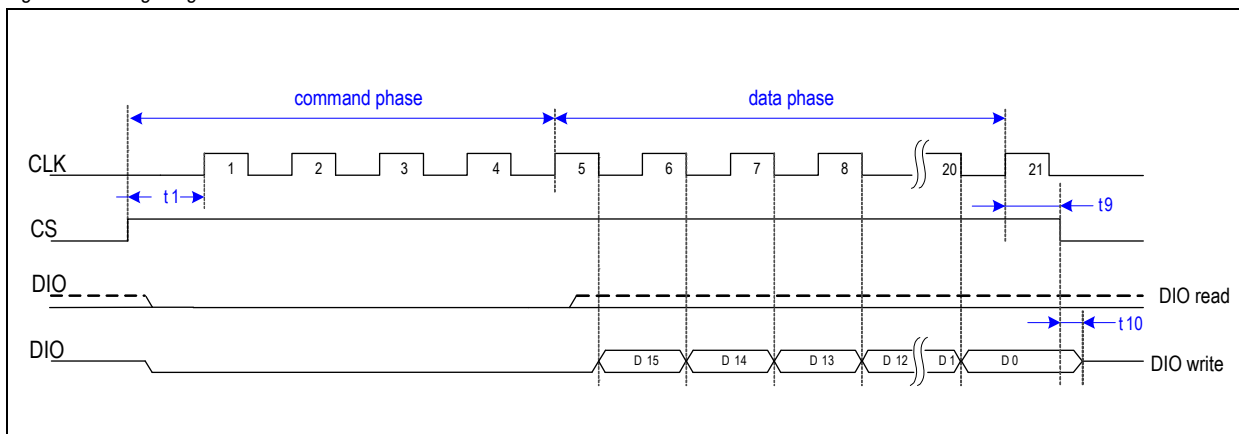 command phase data phase
CLK 1 2 3 4 5 6 7 8 20 21
t1 t9
CS
DIO DIO read
t10
DIO D 15 D 14 D 13 D 12 D 1 D 0 DIO write